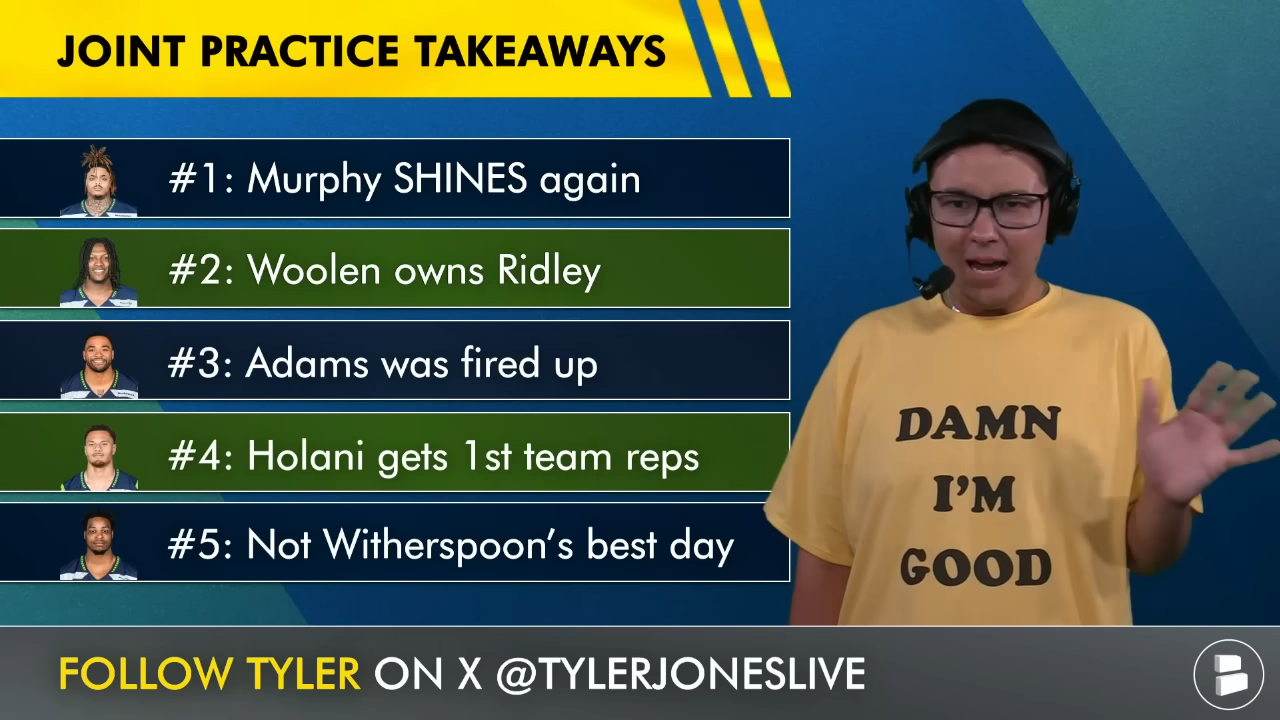 JOINT PRACTICE TAKEAWAYS
#1: Murphy SHINES again
#2: Woolen owns Ridley
#3: Adams was fired up
#4: Holani gets 1st team reps
#5: Not Witherspoon's best day
DAMN
I'M
GOOD
FOLLOW TYLER ON X @TYLERJONESLIVE